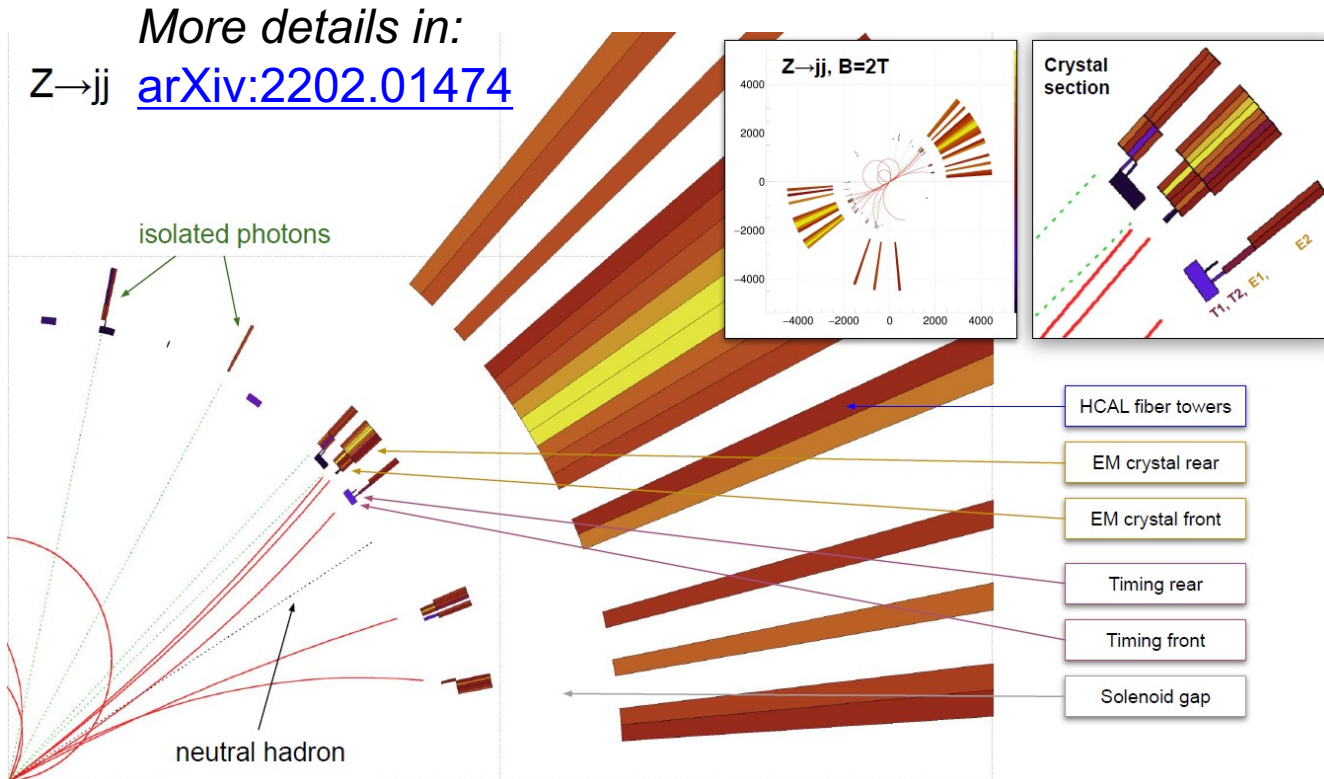 More details in:
Z→jj arXiv:2202.01474
isolated photons
neutral hadron
Z→jj, B=2T
4000
2000
0
−2000
−4000
−4000 −2000 0 2000 4000
Crystal
section
T1, T2, E1, E2
HCAL fiber towers
EM crystal rear
EM crystal front
Timing rear
Timing front
Solenoid gap